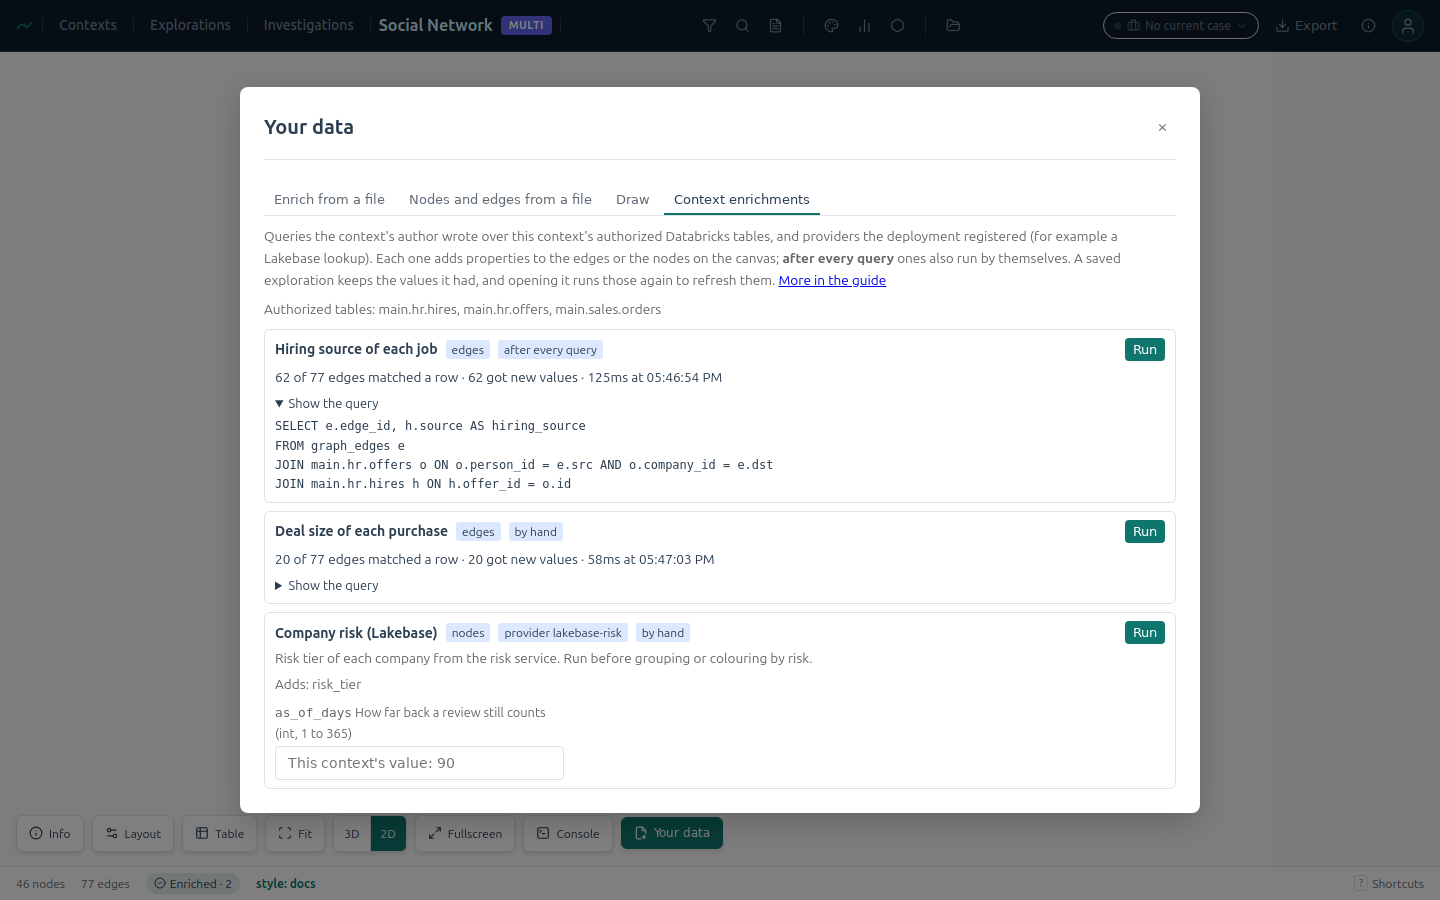 Contexts
Explorations
Investigations
Social Network
MULTI
No current case
Export
Your data
×
Enrich from a file
Nodes and edges from a file
Draw
Context enrichments
Queries the context's author wrote over this context's authorized Databricks tables, and providers the deployment registered (for example a
Lakebase lookup). Each one adds properties to the edges or the nodes on the canvas; after every query ones also run by themselves. A saved
exploration keeps the values it had, and opening it runs those again to refresh them. More in the guide
Authorized tables: main.hr.hires, main.hr.offers, main.sales.orders
Hiring source of each job edges after every query Run
62 of 77 edges matched a row · 62 got new values · 125ms at 05:46:54 PM
▼ Show the query
SELECT e.edge_id, h.source AS hiring_source
FROM graph_edges e
JOIN main.hr.offers o ON o.person_id = e.src AND o.company_id = e.dst
JOIN main.hr.hires h ON h.offer_id = o.id
Deal size of each purchase edges by hand Run
20 of 77 edges matched a row · 20 got new values · 58ms at 05:47:03 PM
▶ Show the query
Company risk (Lakebase) nodes provider lakebase-risk by hand Run
Risk tier of each company from the risk service. Run before grouping or colouring by risk.
Adds: risk_tier
as_of_days How far back a review still counts
(int, 1 to 365)
This context's value: 90
Info
Layout
Table
Fit
3D
2D
Fullscreen
Console
Your data
46 nodes
77 edges
Enriched · 2
style: docs
? Shortcuts